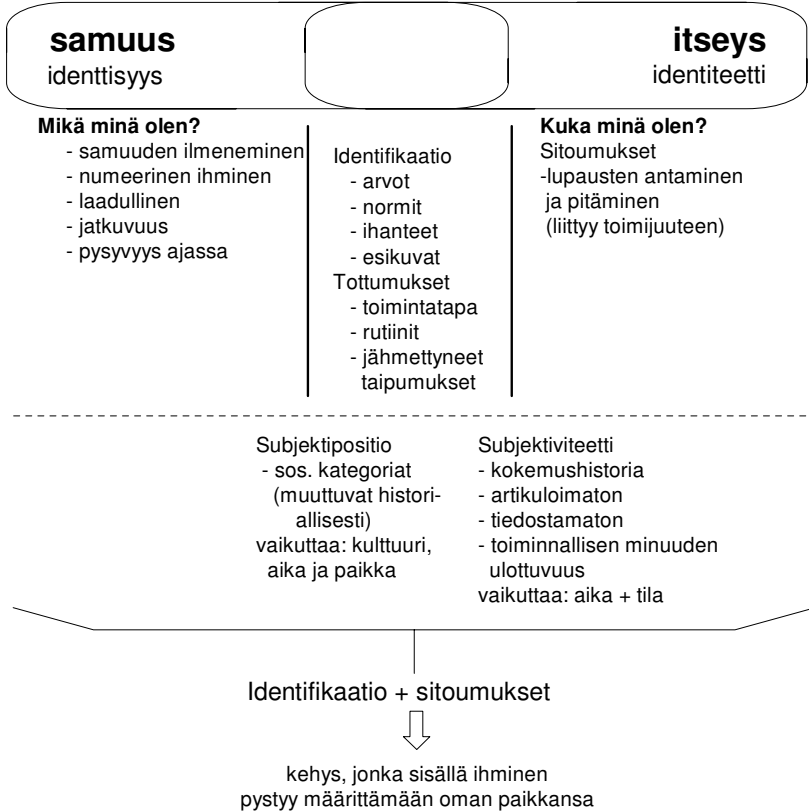 samuus
identtisyys
itseys
identiteetti
Mikä minä olen?
- samuuden ilmeneminen
- numeerinen ihminen
- laadullinen
- jatkuvuus
- pysyvyys ajassa
Identifikaatio
- arvot
- normit
- ihanteet
- esikuvat
Tottumukset
- toimintatapa
- rutiinit
- jähmettyneet
taipumukset
Kuka minä olen?
Sitoumukset
-lupausten antaminen
ja pitäminen
(liittyy toimijuuteen)
Subjektipositio
- sos. kategoriat
(muuttuvat histori-
allisesti)
vaikuttaa: kulttuuri,
aika ja paikka
Subjektiviteetti
- kokemushistoria
- artikuloimaton
- tiedostamaton
- toiminnallisen minuuden
ulottuvuus
vaikuttaa: aika + tila
Identifikaatio + sitoumukset
kehys, jonka sisällä ihminen
pystyy määrittämään oman paikkansa